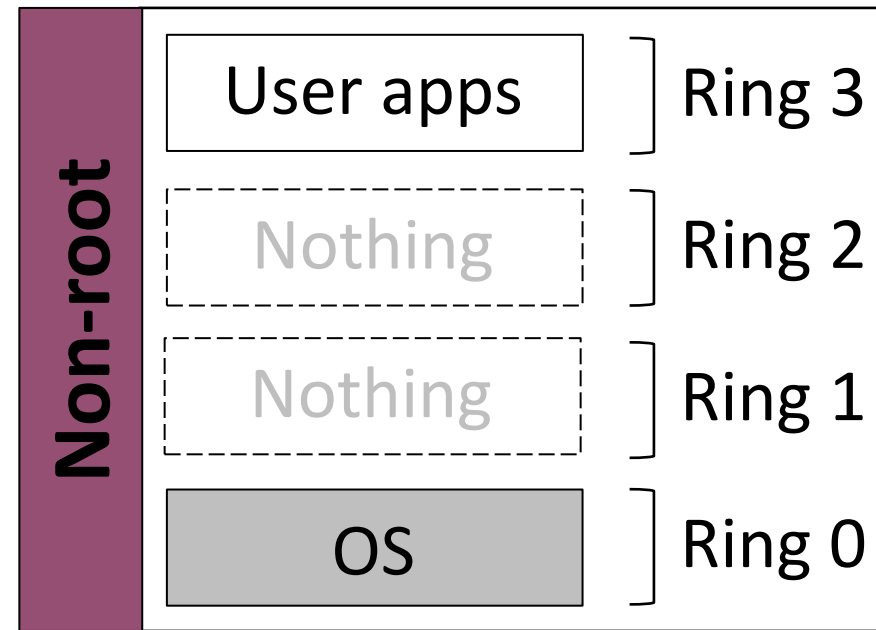 Non-root
User apps
Ring 3
Nothing
Ring 2
Nothing
Ring 1
OS
Ring 0